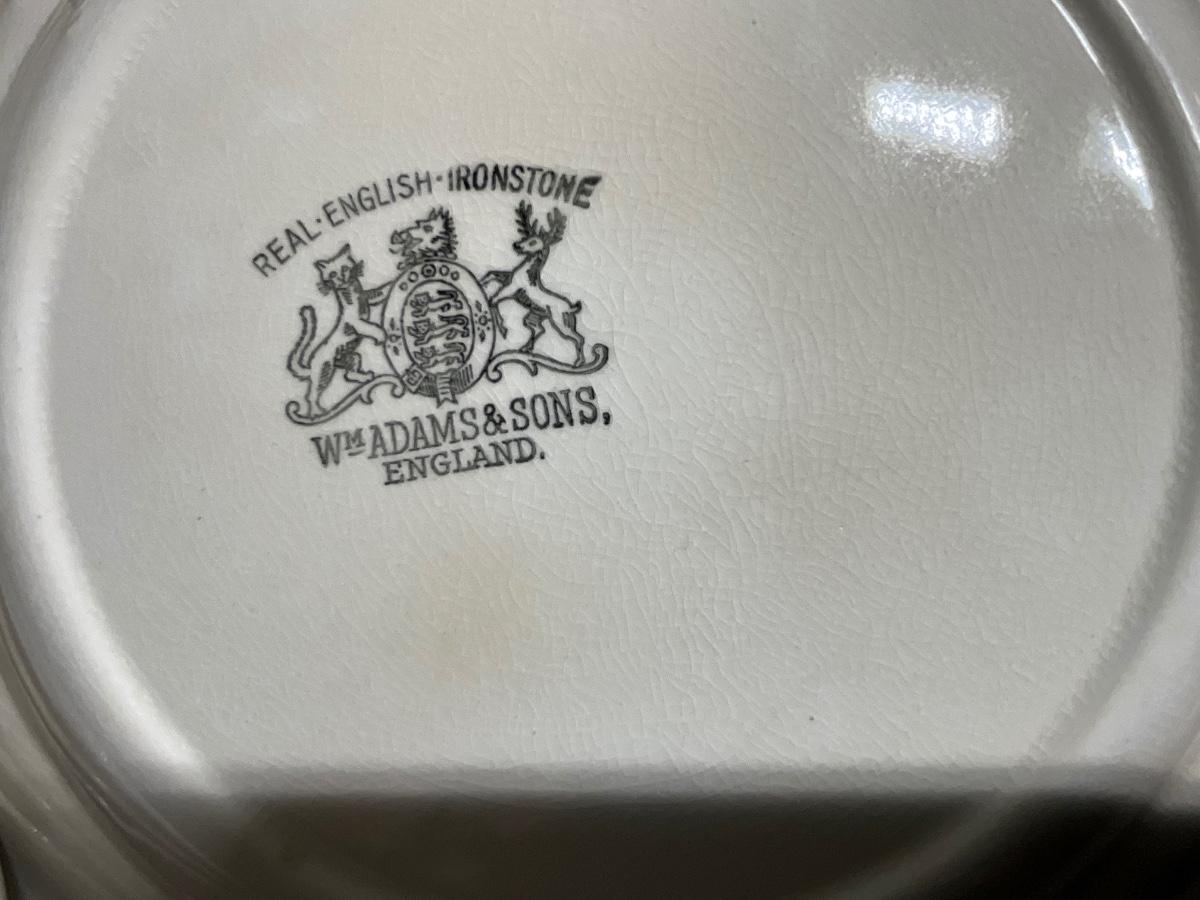 REAL·ENGLISH·IRONSTONE
Wᴹ ADAMS & SONS,
ENGLAND.